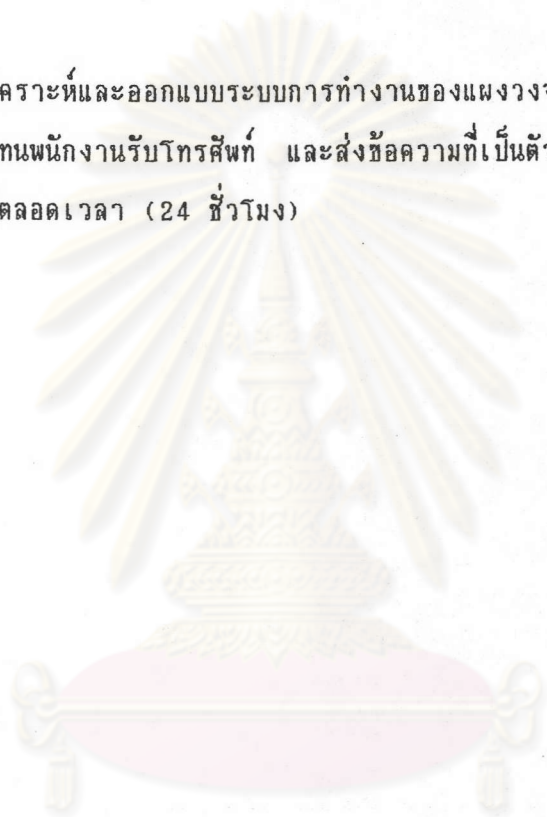 คราะห์และออกแบบระบบการทำงานของแผงวงจ
ทนพนักงานรับโทรศัพท์ และส่งข้อความที่เป็นตั
ตลอดเวลา (24 ชั่วโมง)